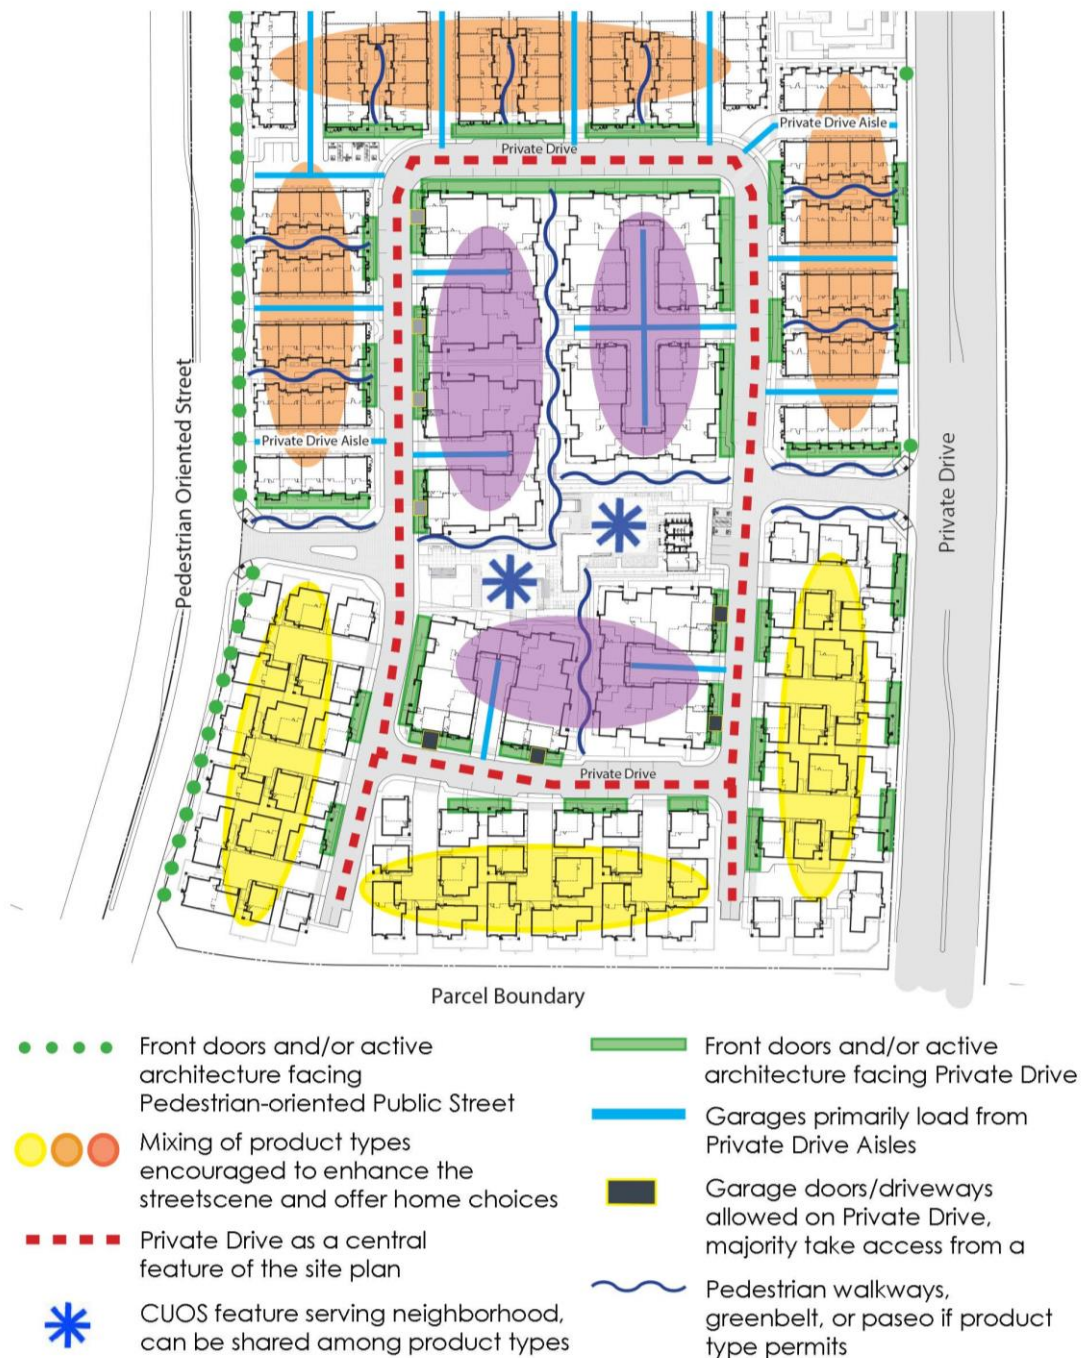 Private Drive Aisle
Private Drive
Pedestrian Oriented Street
Private Drive Aisle
Private Drive
Private Drive
Parcel Boundary
Front doors and/or active
architecture facing
Pedestrian-oriented Public Street
Mixing of product types
encouraged to enhance the
streetscene and offer home choices
Private Drive as a central
feature of the site plan
CUOS feature serving neighborhood,
can be shared among product types
Front doors and/or active
architecture facing Private Drive
Garages primarily load from
Private Drive Aisles
Garage doors/driveways
allowed on Private Drive,
majority take access from a
Pedestrian walkways,
greenbelt, or paseo if product
type permits